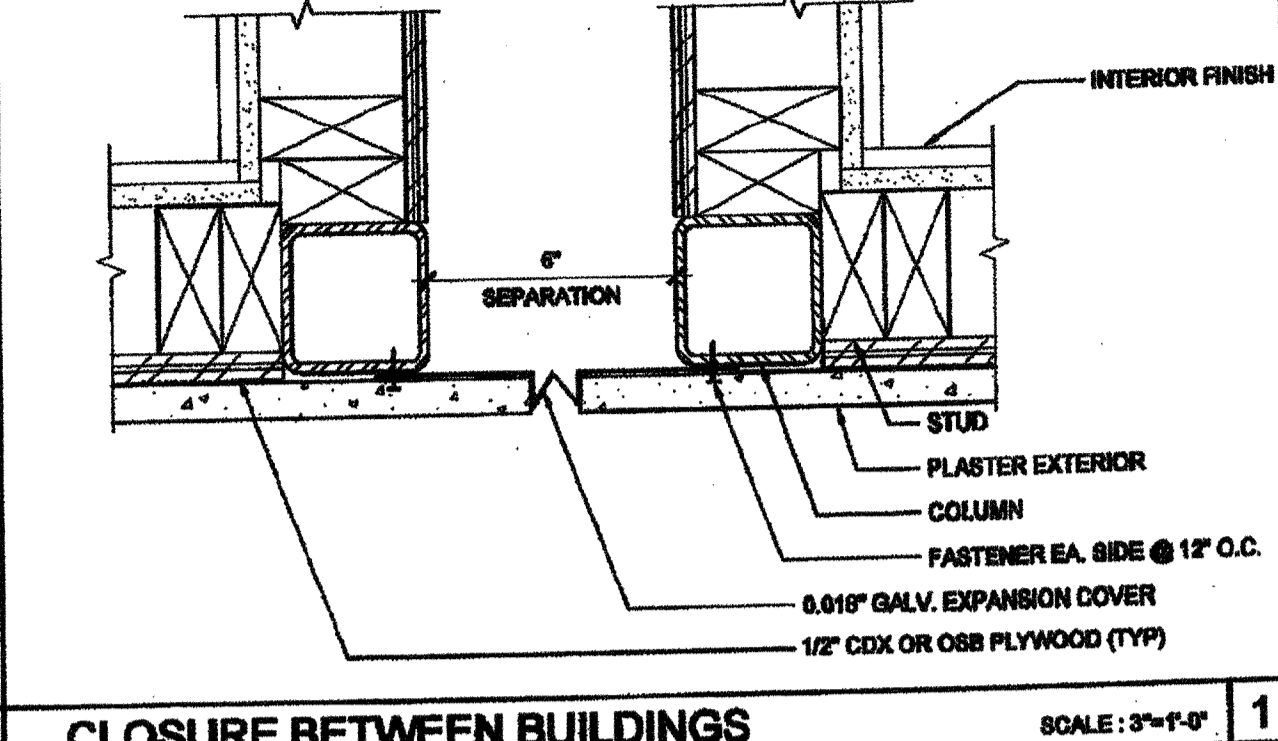 INTERIOR FINISH
6"
SEPARATION
STUD
PLASTER EXTERIOR
COLUMN
FASTENER EA. SIDE @ 12" O.C.
0.018" GALV. EXPANSION COVER
1/2" CDX OR OSB PLYWOOD (TYP)
CLOSURE BETWEEN BUILDINGS
SCALE : 3"=1'-0"
1